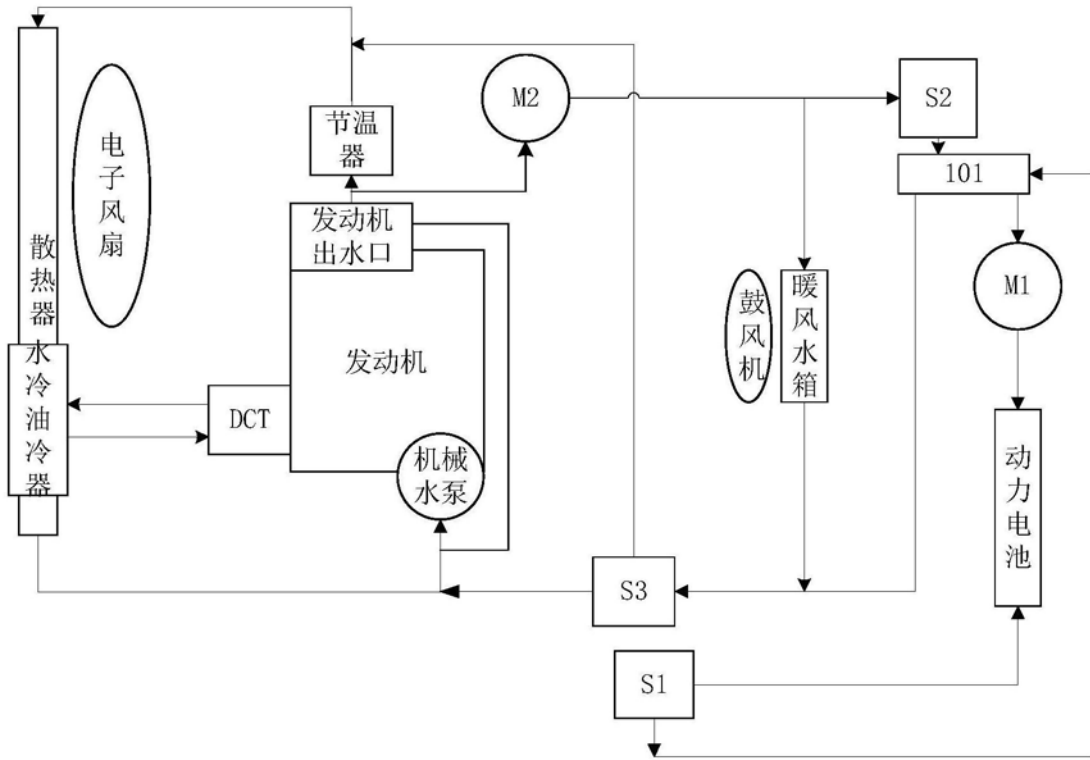 电子风扇
散热器
水冷油冷器
节温
器
M2
S2
101
发动机
出水口
M1
鼓风机
暖风水箱
发动机
DCT
机械
水泵
动力电池
S3
S1